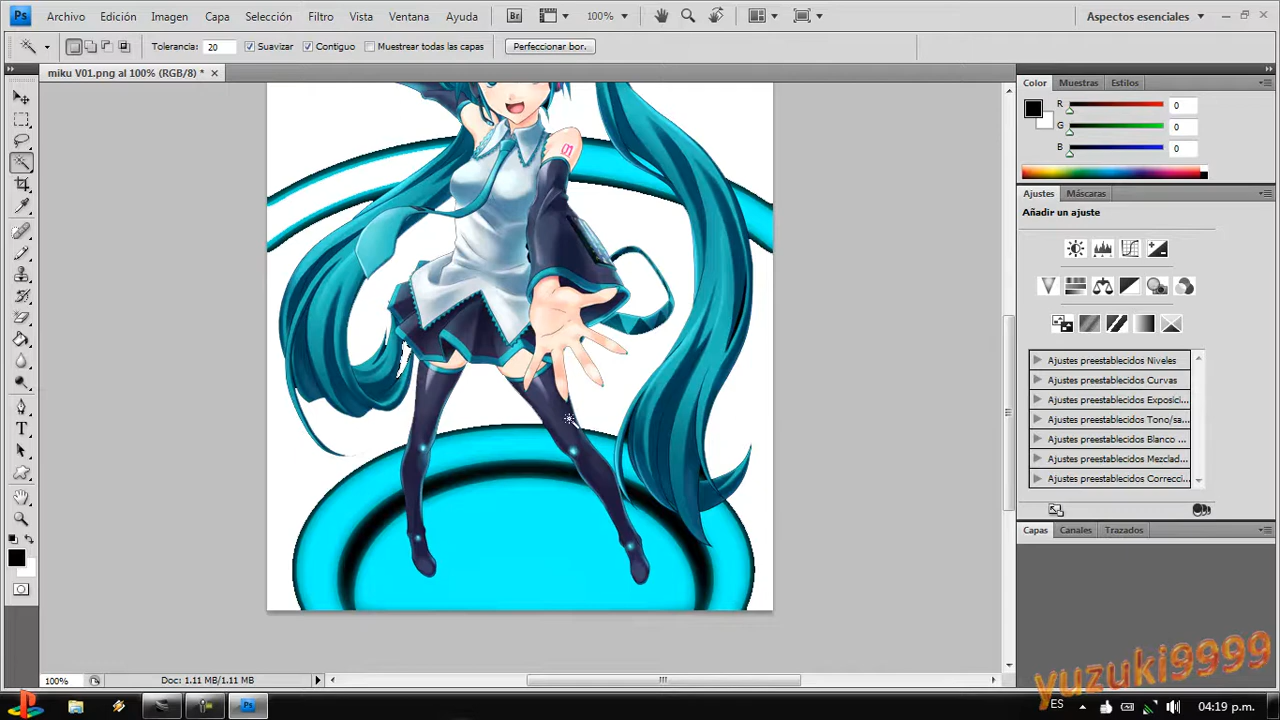 Ps Archivo Edición Imagen Capa Selección Filtro Vista Ventana Ayuda Br 100% Aspectos esenciales
Tolerancia: 20 Suavizar Contiguo Muestrear todas las capas Perfeccionar bor.
miku V01.png al 100% (RGB/8) *
Color Muestras Estilos
R 0
G 0
B 0
01
Ajustes Máscaras
Añadir un ajuste
Ajustes preestablecidos Niveles
Ajustes preestablecidos Curvas
Ajustes preestablecidos Exposici...
Ajustes preestablecidos Tono/sa...
Ajustes preestablecidos Blanco ...
Ajustes preestablecidos Mezclad...
Ajustes preestablecidos Correcci...
Capas Canales Trazados
100% Doc: 1.11 MB/1.11 MB
yuzuki9999
Ps ES 04:19 p.m.